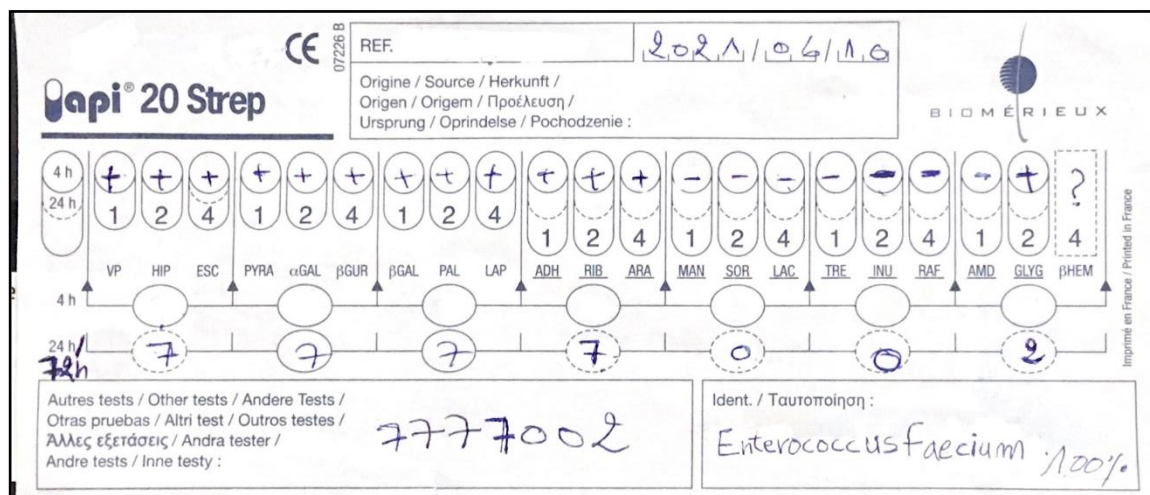 CE
07226 B
REF.
2021/04/10
api® 20 Strep
Origine / Source / Herkunft /
Origen / Origem / Προέλευση /
Ursprung / Oprindelse / Pochodzenie :
BIOMÉRIEUX
4 h + + + + + + + + + + + + - - - - - - - + ?
24 h
1 2 4 1 2 4 1 2 4 1 2 4 1 2 4 1 2 4 1 2 4
VP HIP ESC PYRA αGAL βGUR βGAL PAL LAP ADH RIB ARA MAN SOR LAC TRE INU RAF AMD GLYG βHEM
4 h
24 h/ 7 7 7 7 0 0 2
72h
Imprimé en France / Printed in France
Autres tests / Other tests / Andere Tests /
Otras pruebas / Altri test / Outros testes /
Άλλες εξετάσεις / Andra tester /
Andre tests / Inne testy :
7777002
Ident. / Ταυτοποίηση :
Enterococcus faecium 100%